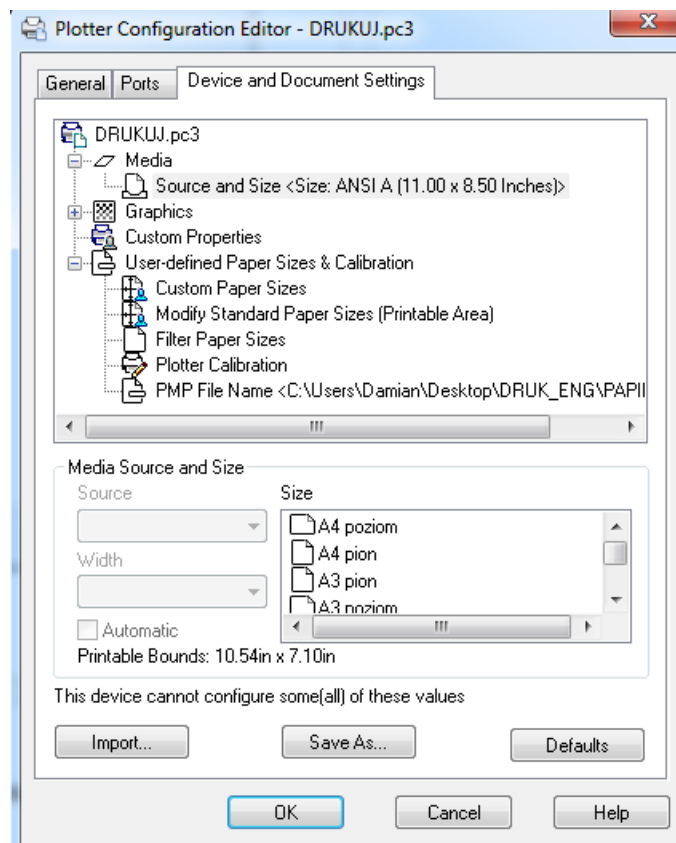 Plotter Configuration Editor - DRUKUJ.pc3
General Ports Device and Document Settings
DRUKUJ.pc3
Media
Source and Size <Size: ANSI A (11.00 x 8.50 Inches)>
Graphics
Custom Properties
User-defined Paper Sizes & Calibration
Custom Paper Sizes
Modify Standard Paper Sizes (Printable Area)
Filter Paper Sizes
Plotter Calibration
PMP File Name <C:\Users\Damian\Desktop\DRUK_ENG\PAPII
Media Source and Size
Source Size
A4 poziom
Width
A4 pion
A3 pion
A3 poziom
Automatic
Printable Bounds: 10.54in x 7.10in
This device cannot configure some(all) of these values
Import... Save As... Defaults
OK Cancel Help